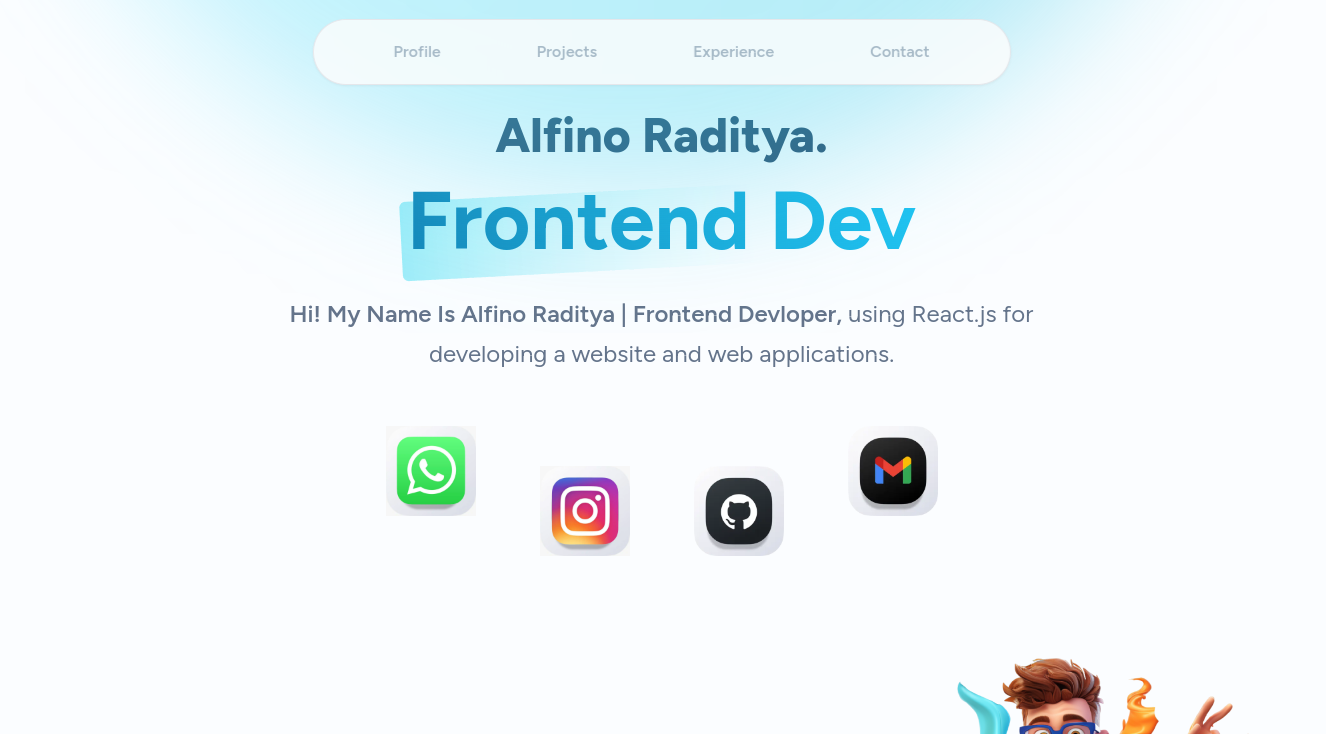 Profile Projects Experience Contact
Alfino Raditya.
Frontend Dev
Hi! My Name Is Alfino Raditya | Frontend Devloper, using React.js for
developing a website and web applications.